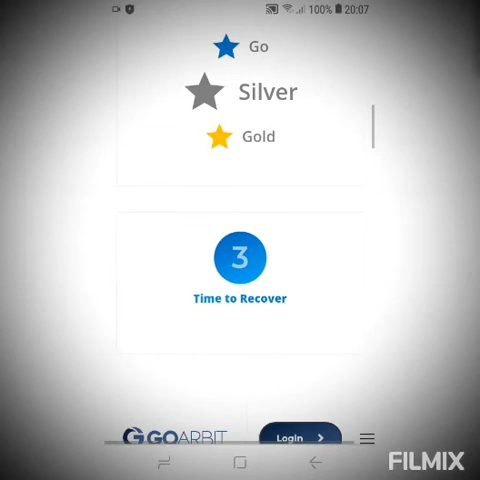 100% 20:07
Go
Silver
Gold
3
Time to Recover
GOARBIT
Login
FILMIX